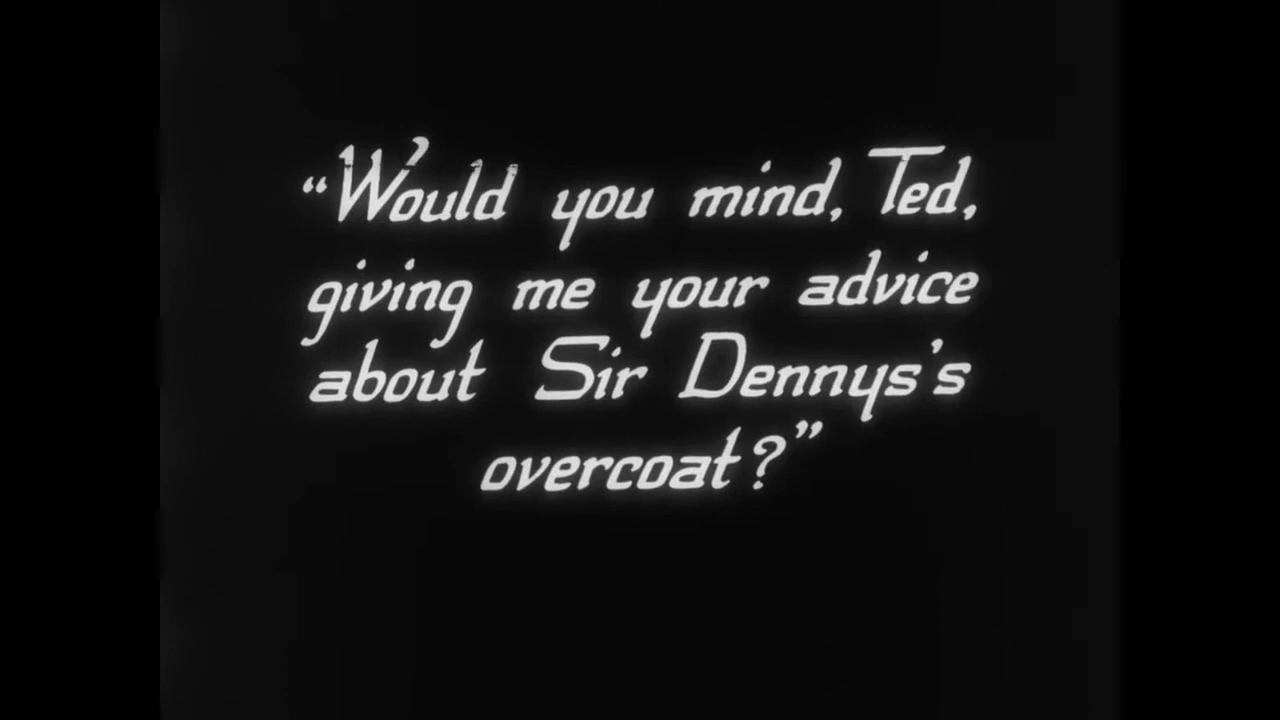 “Would you mind, Ted,
giving me your advice
about Sir Dennys's
overcoat?”